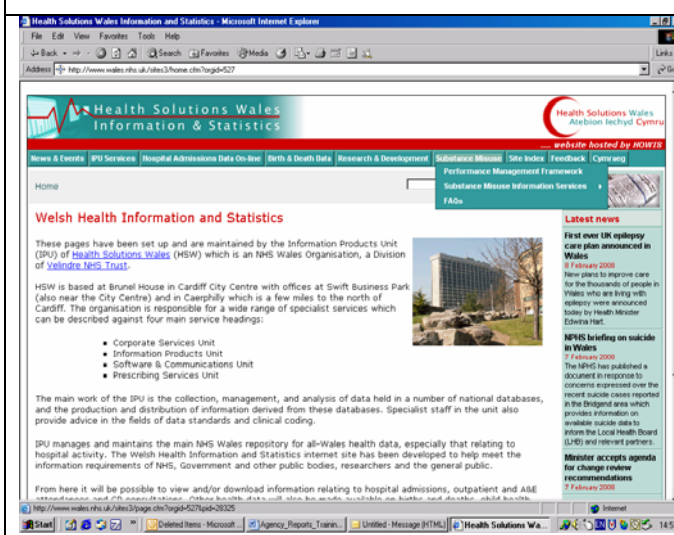 Health Solutions Wales Information and Statistics - Microsoft Internet Explorer
File Edit View Favorites Tools Help
Back Search Favorites Media
Links
Address http://www.wales.nhs.uk/sites3/home.cfm?orgid=527
Health Solutions Wales
Information & Statistics
Health Solutions Wales
Atebion Iechyd Cymru
.... website hosted by HOWIS
News & Events IPU Services Hospital Admissions Data On-line Birth & Death Data Research & Development Substance Misuse Site Index Feedback Cymraeg
Performance Management Framework
Substance Misuse Information Services
FAQs
Home
Welsh Health Information and Statistics
These pages have been set up and are maintained by the Information Products Unit
(IPU) of Health Solutions Wales (HSW) which is an NHS Wales Organisation, a Division
of Velindre NHS Trust.
HSW is based at Brunel House in Cardiff City Centre with offices at Swift Business Park
(also near the City Centre) and in Caerphilly which is a few miles to the north of
Cardiff. The organisation is responsible for a wide range of specialist services which
can be described against four main service headings:
Corporate Services Unit
Information Products Unit
Software & Communications Unit
Prescribing Services Unit
The main work of the IPU is the collection, management, and analysis of data held in a number of national databases,
and the production and distribution of information derived from these databases. Specialist staff in the unit also
provide advice in the fields of data standards and clinical coding.
IPU manages and maintains the main NHS Wales repository for all-Wales health data, especially that relating to
hospital activity. The Welsh Health Information and Statistics internet site has been developed to help meet the
information requirements of NHS, Government and other public bodies, researchers and the general public.
From here it will be possible to view and/or download information relating to hospital admissions, outpatient and A&E
attendances and GP consultations. Other health data will also be made available on births and deaths, child health
Latest news
First ever UK epilepsy
care plan announced in
Wales
8 February 2008
New plans to improve care
for the thousands of people in
Wales who are living with
epilepsy were announced
today by Health Minister
Edwina Hart.
NPHS briefing on suicide
in Wales
7 February 2008
The NPHS has published a
document in response to
concerns expressed over the
recent suicide cases reported
in the Bridgend area which
provides information on
available suicide data to
inform the Local Health Board
(LHB) and relevant partners.
Minister accepts agenda
for change review
recommendations
7 February 2008
http://www.wales.nhs.uk/sites3/page.cfm?orgid=527&pid=28325
Internet
Start Deleted Items - Microsoft ... Agency_Reports_Trainin... Untitled - Message (HTML) Health Solutions Wa...